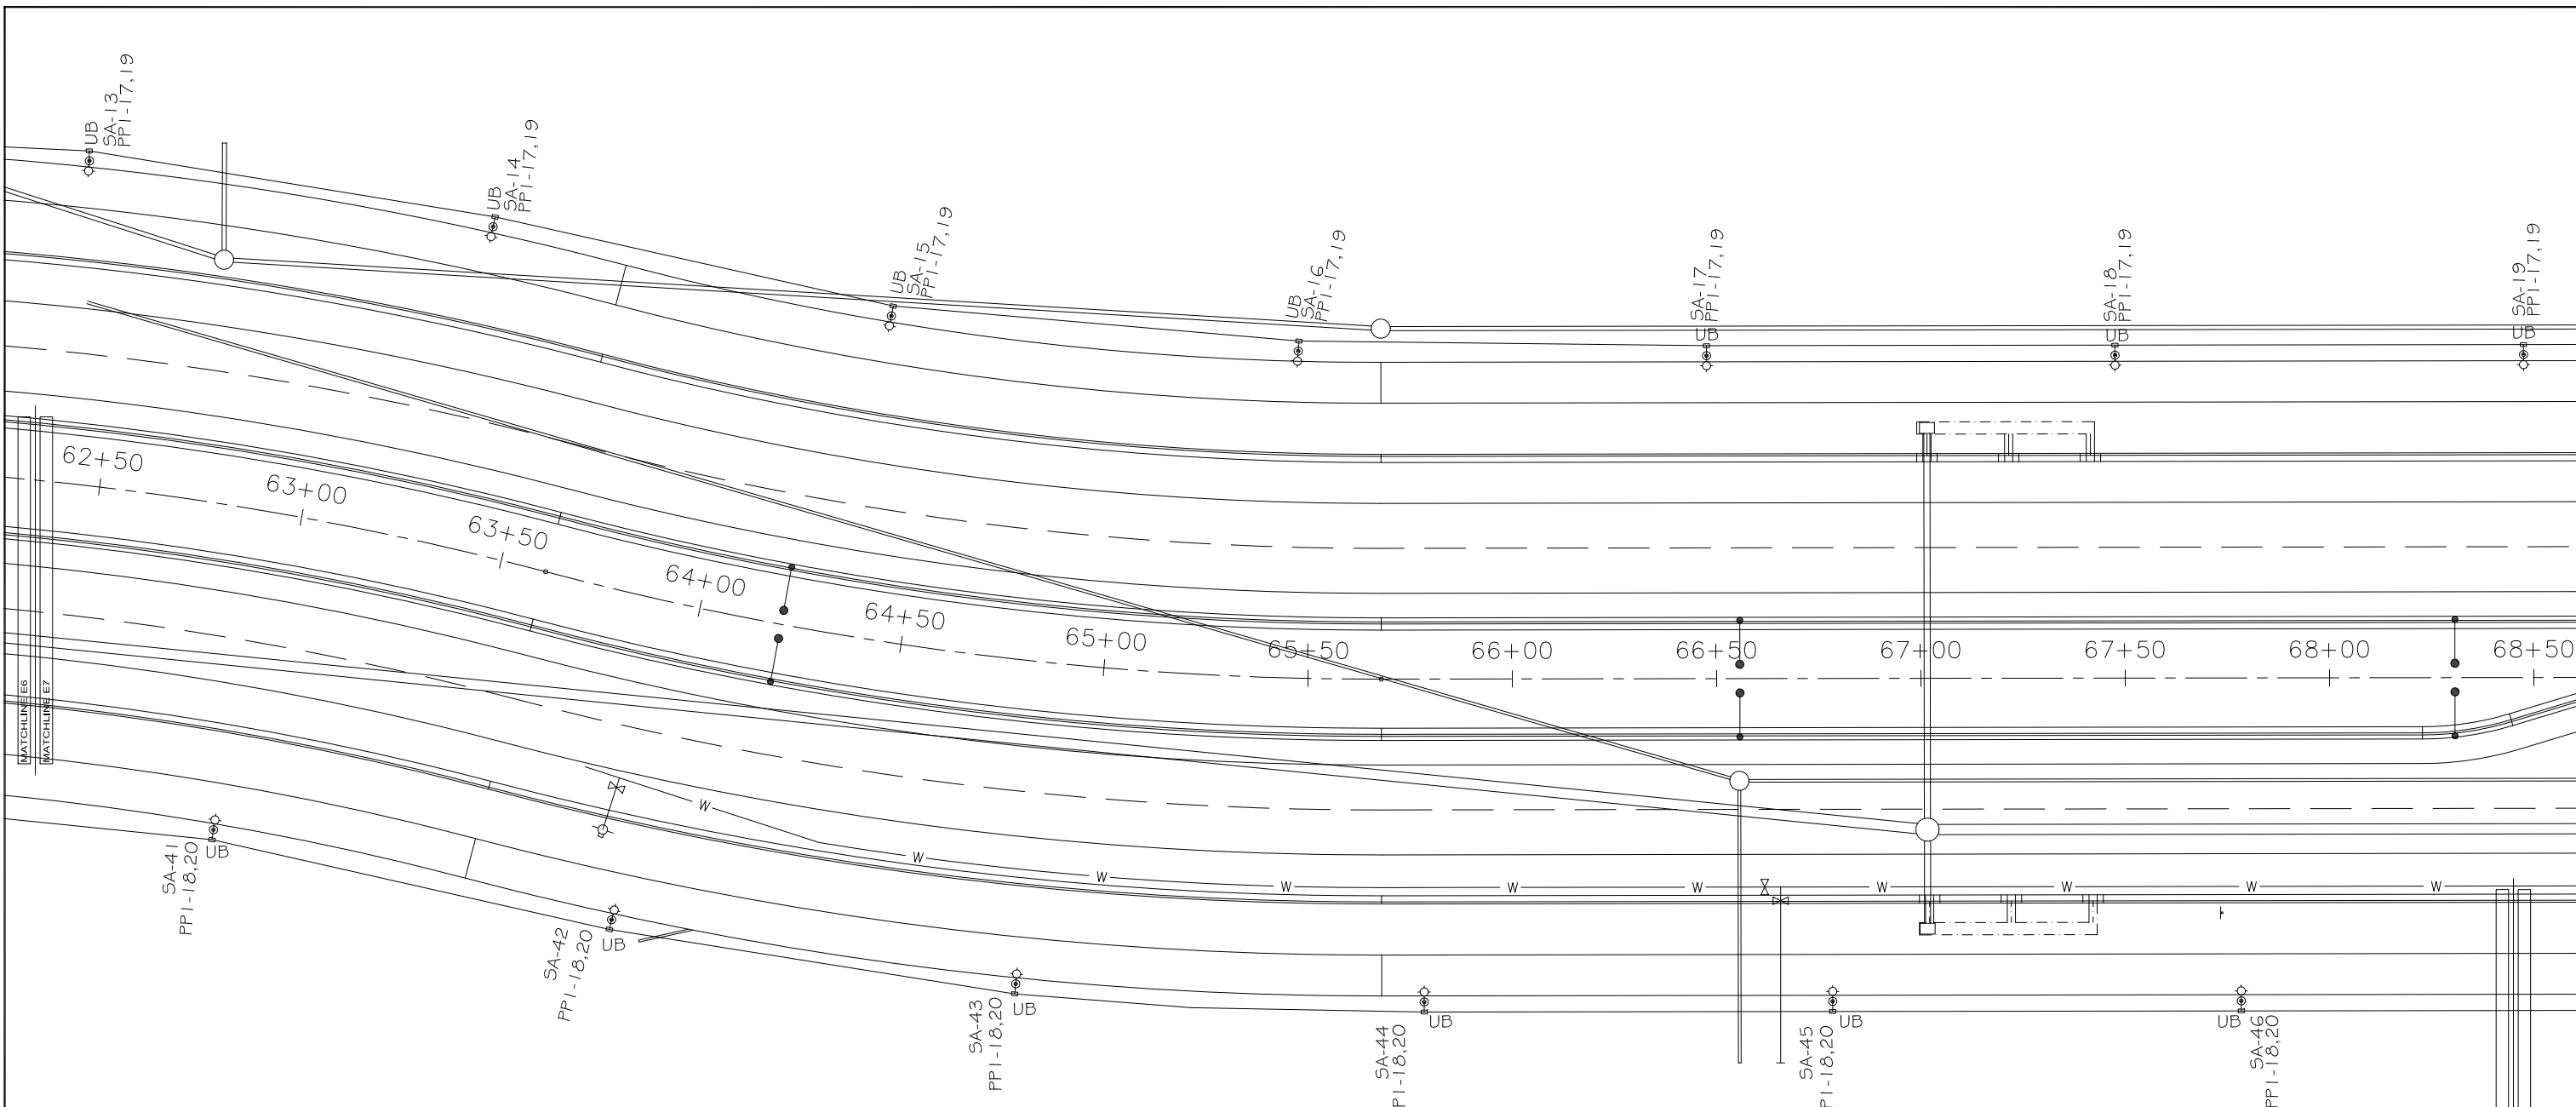 UB
SA-13
PP1-17,19
UB
SA-14
PP1-17,19
UB
SA-15
PP1-17,19
UB
SA-16
PP1-17,19
SA-17
PP1-17,19
UB
SA-18
PP1-17,19
UB
SA-19
PP1-17,19
UB
62+50
63+00
63+50
64+00
64+50
65+00
65+50
66+00
66+50
67+00
67+50
68+00
68+50
MATCHLINE E6
MATCHLINE E7
W
W
W
W
W
W
W
W
W
W
SA-41
PP1-18,20
UB
SA-42
PP1-18,20
UB
SA-43
PP1-18,20
UB
SA-44
P1-18,20
UB
SA-45
P1-18,20
UB
UB
SA-46
PP1-18,20